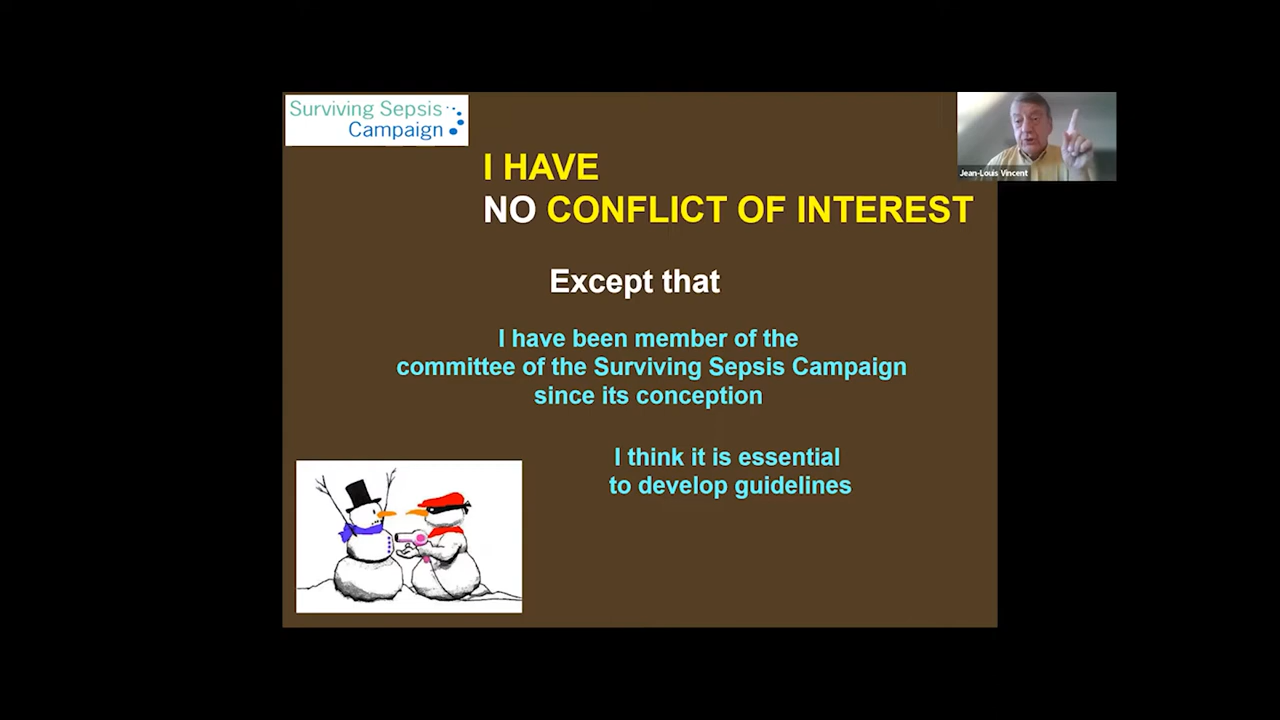 Surviving Sepsis
Campaign
I HAVE
NO CONFLICT OF INTEREST
Jean-Louis Vincent
Except that
I have been member of the
committee of the Surviving Sepsis Campaign
since its conception
I think it is essential
to develop guidelines